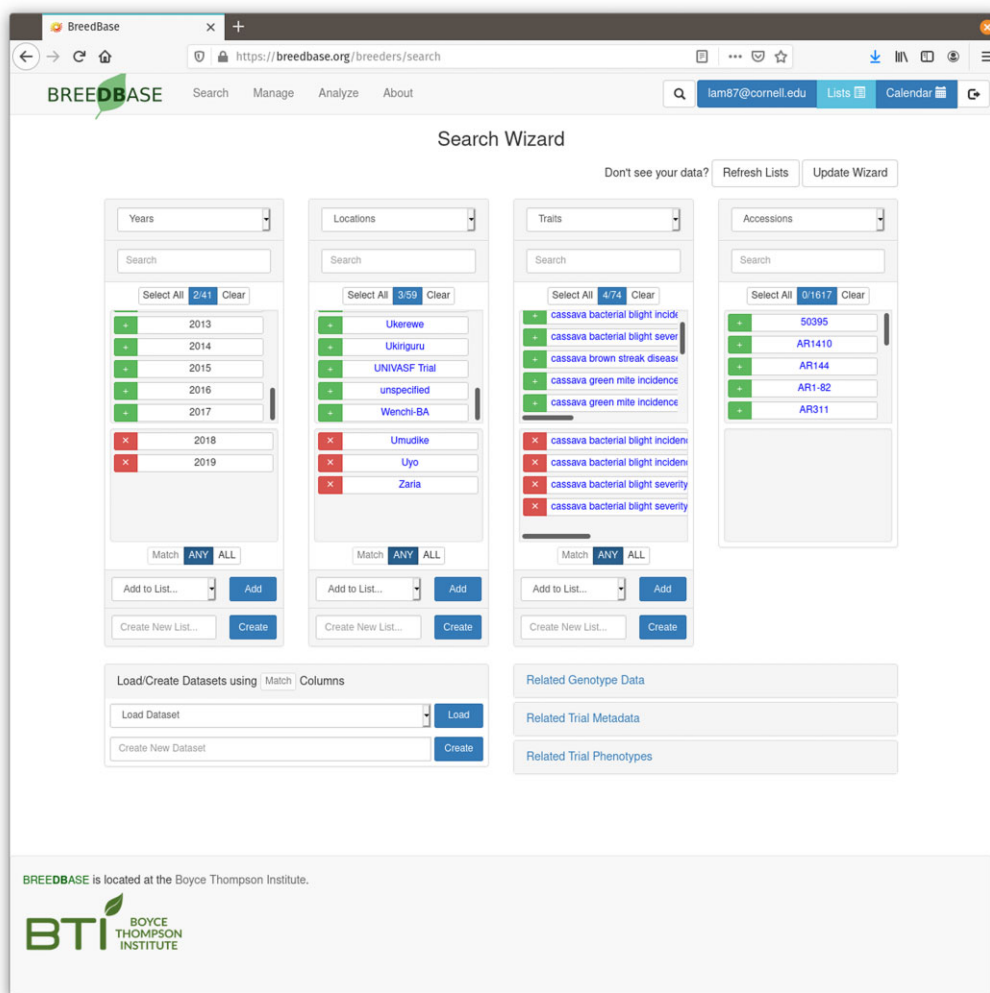 BreedBase
https://breedbase.org/breeders/search
BREEDBASE Search Manage Analyze About lam87@cornell.edu Lists Calendar
Search Wizard
Don't see your data? Refresh Lists Update Wizard
Years Locations Traits Accessions
Search Search Search Search
Select All 2/41 Clear Select All 3/59 Clear Select All 4/74 Clear Select All 0/1617 Clear
2013 Ukerewe cassava bacterial blight incide 50395
2014 Ukiriguru cassava bacterial blight sever AR1410
2015 UNIVASF Trial cassava brown streak disease AR144
2016 unspecified cassava green mite incidence AR1-82
2017 Wenchi-BA cassava green mite incidence AR311
2018 Umudike cassava bacterial blight inciden
2019 Uyo cassava bacterial blight inciden
Zaria cassava bacterial blight severity
cassava bacterial blight severity
Match ANY ALL Match ANY ALL Match ANY ALL
Add to List... Add Add to List... Add Add to List... Add
Create New List... Create Create New List... Create Create New List... Create
Load/Create Datasets using Match Columns Related Genotype Data
Load Dataset Load Related Trial Metadata
Create New Dataset Create Related Trial Phenotypes
BREEDBASE is located at the Boyce Thompson Institute.
BTI BOYCE
THOMPSON
INSTITUTE